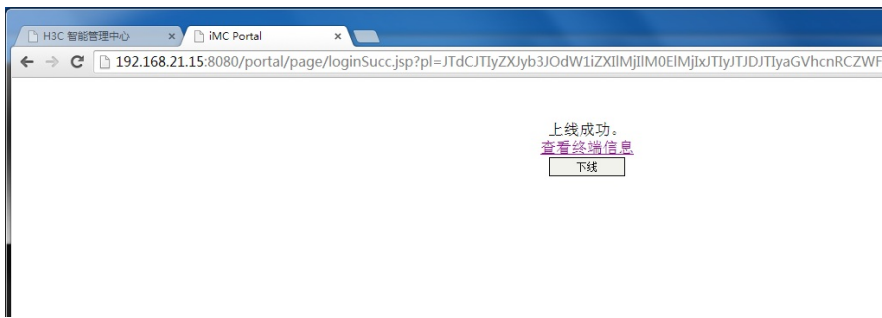 H3C 智能管理中心
iMC Portal
192.168.21.15:8080/portal/page/loginSucc.jsp?pl=JTdCJTIyZXJyb3JOdW1iZXIlMjIlM0ElMjIxJTIyJTJDJTIyaGVhcnRCZWF
上线成功。
查看终端信息
下线